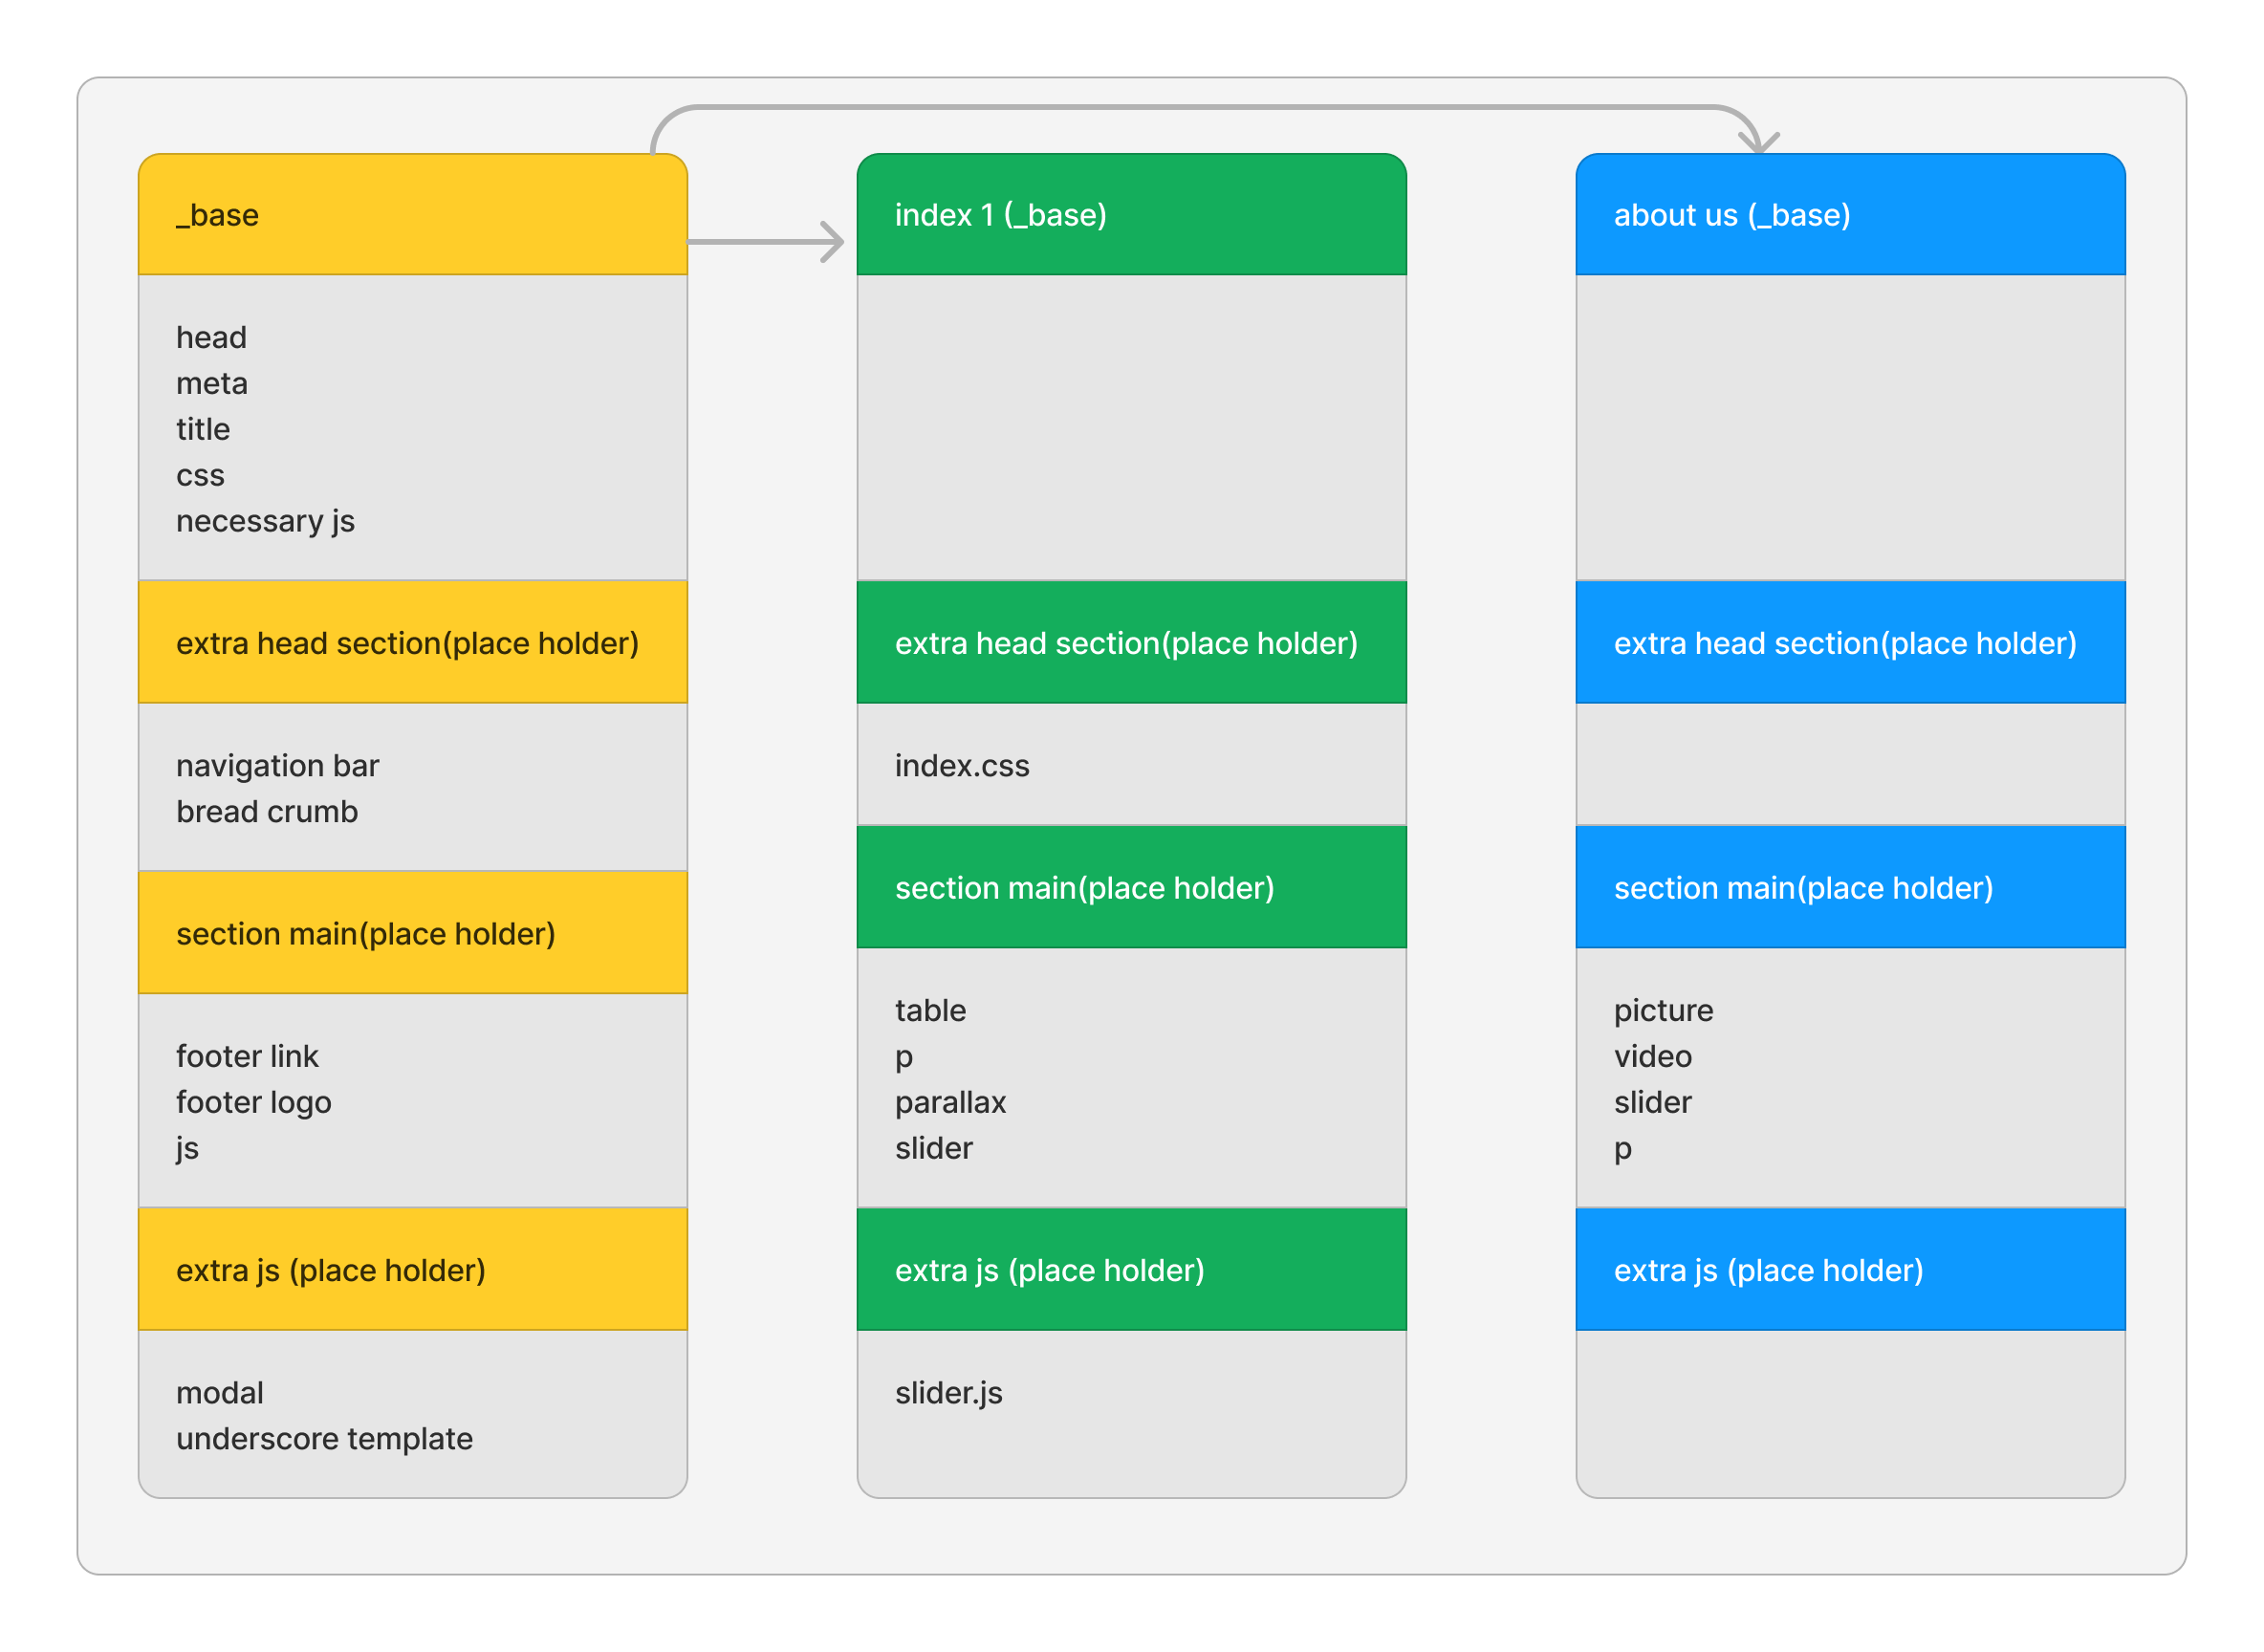 _base
head
meta
title
css
necessary js
extra head section(place holder)
navigation bar
bread crumb
section main(place holder)
footer link
footer logo
js
extra js (place holder)
modal
underscore template
index 1 (_base)
extra head section(place holder)
index.css
section main(place holder)
table
p
parallax
slider
extra js (place holder)
slider.js
about us (_base)
extra head section(place holder)
section main(place holder)
picture
video
slider
p
extra js (place holder)